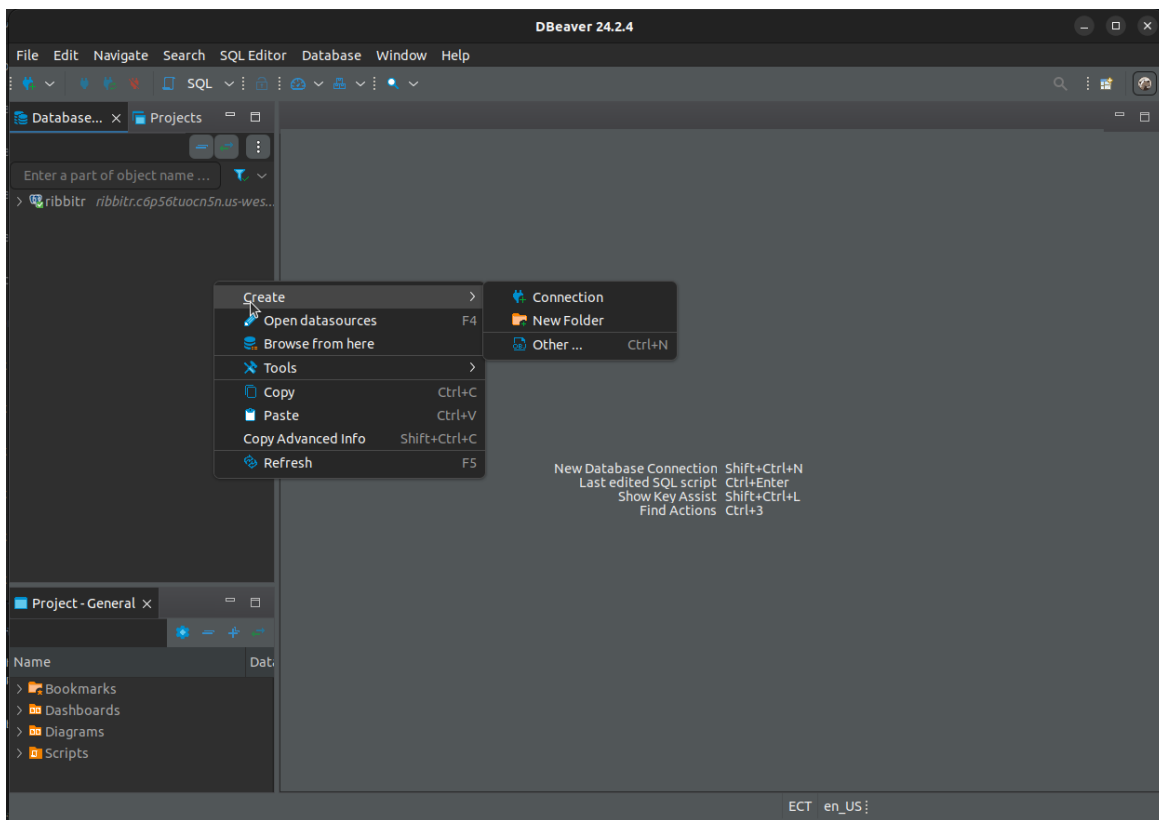 DBeaver 24.2.4
File Edit Navigate Search SQL Editor Database Window Help
SQL
Database... Projects
Enter a part of object name ...
ribbitr ribbitr.c6p56tuocn5n.us-wes...
Create
Open datasources F4
Browse from here
Tools
Copy Ctrl+C
Paste Ctrl+V
Copy Advanced Info Shift+Ctrl+C
Refresh F5
Connection
New Folder
Other ... Ctrl+N
New Database Connection Shift+Ctrl+N
Last edited SQL script Ctrl+Enter
Show Key Assist Shift+Ctrl+L
Find Actions Ctrl+3
Project - General
Name Data
Bookmarks
Dashboards
Diagrams
Scripts
ECT en_US